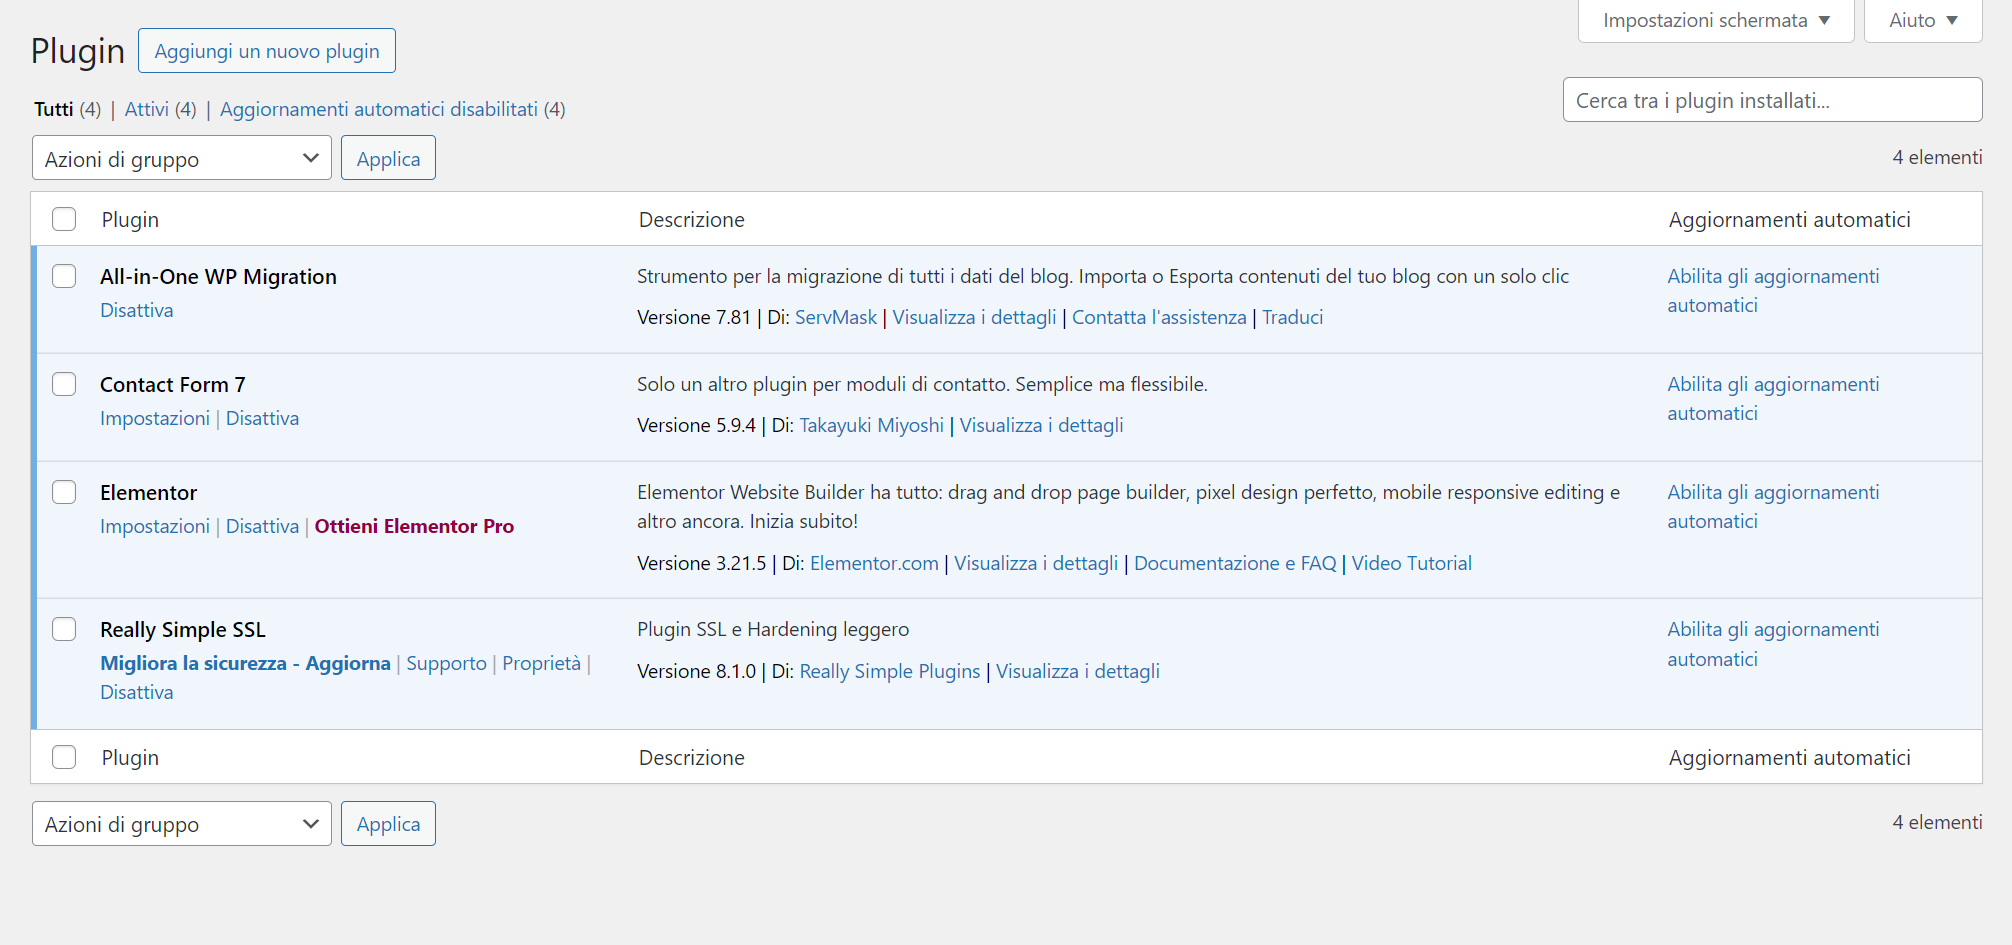 Impostazioni schermata ▼ Aiuto ▼
Plugin Aggiungi un nuovo plugin
Tutti (4) | Attivi (4) | Aggiornamenti automatici disabilitati (4)
Cerca tra i plugin installati...
Azioni di gruppo Applica
4 elementi
Plugin Descrizione Aggiornamenti automatici
All-in-One WP Migration
Disattiva
Strumento per la migrazione di tutti i dati del blog. Importa o Esporta contenuti del tuo blog con un solo clic
Versione 7.81 | Di: ServMask | Visualizza i dettagli | Contatta l'assistenza | Traduci
Abilita gli aggiornamenti
automatici
Contact Form 7
Impostazioni | Disattiva
Solo un altro plugin per moduli di contatto. Semplice ma flessibile.
Versione 5.9.4 | Di: Takayuki Miyoshi | Visualizza i dettagli
Abilita gli aggiornamenti
automatici
Elementor
Impostazioni | Disattiva | Ottieni Elementor Pro
Elementor Website Builder ha tutto: drag and drop page builder, pixel design perfetto, mobile responsive editing e
altro ancora. Inizia subito!
Versione 3.21.5 | Di: Elementor.com | Visualizza i dettagli | Documentazione e FAQ | Video Tutorial
Abilita gli aggiornamenti
automatici
Really Simple SSL
Migliora la sicurezza - Aggiorna | Supporto | Proprietà |
Disattiva
Plugin SSL e Hardening leggero
Versione 8.1.0 | Di: Really Simple Plugins | Visualizza i dettagli
Abilita gli aggiornamenti
automatici
Plugin Descrizione Aggiornamenti automatici
Azioni di gruppo Applica
4 elementi